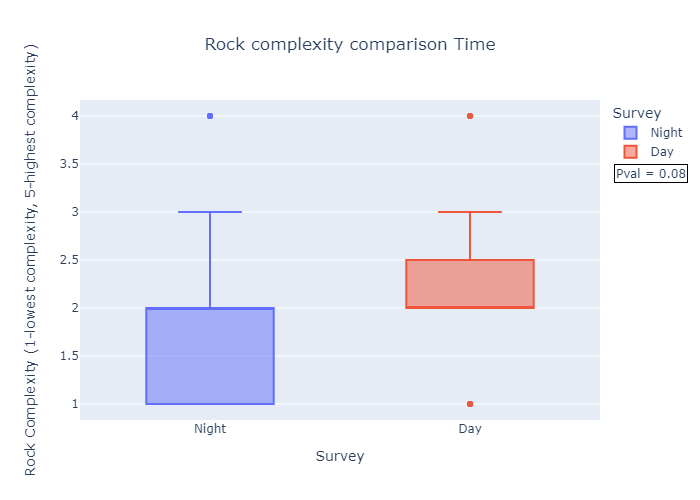 Rock complexity comparison Time
Rock Complexity (1-lowest complexity, 5-highest complexity)
4
3.5
3
2.5
2
1.5
1
Night
Day
Survey
Survey
Night
Day
Pval = 0.08